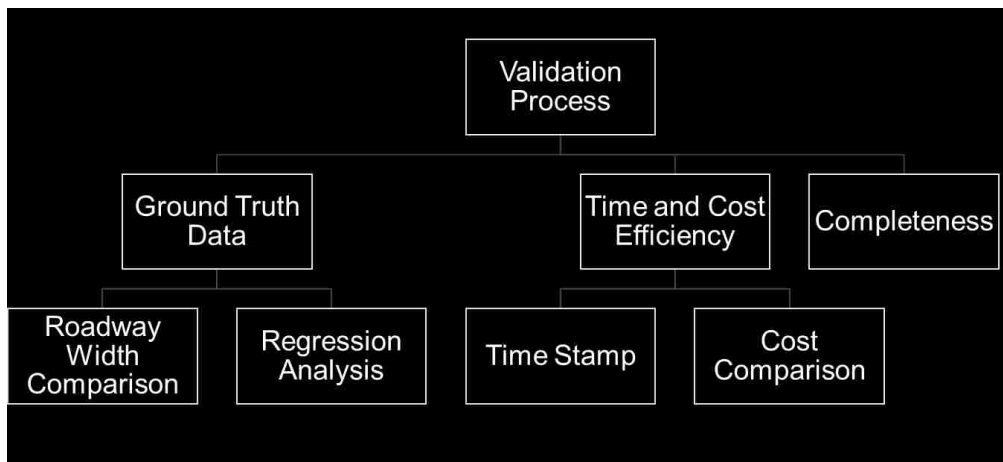 Validation
Process
Ground Truth
Data
Time and Cost
Efficiency
Completeness
Roadway
Width
Comparison
Regression
Analysis
Time Stamp
Cost
Comparison